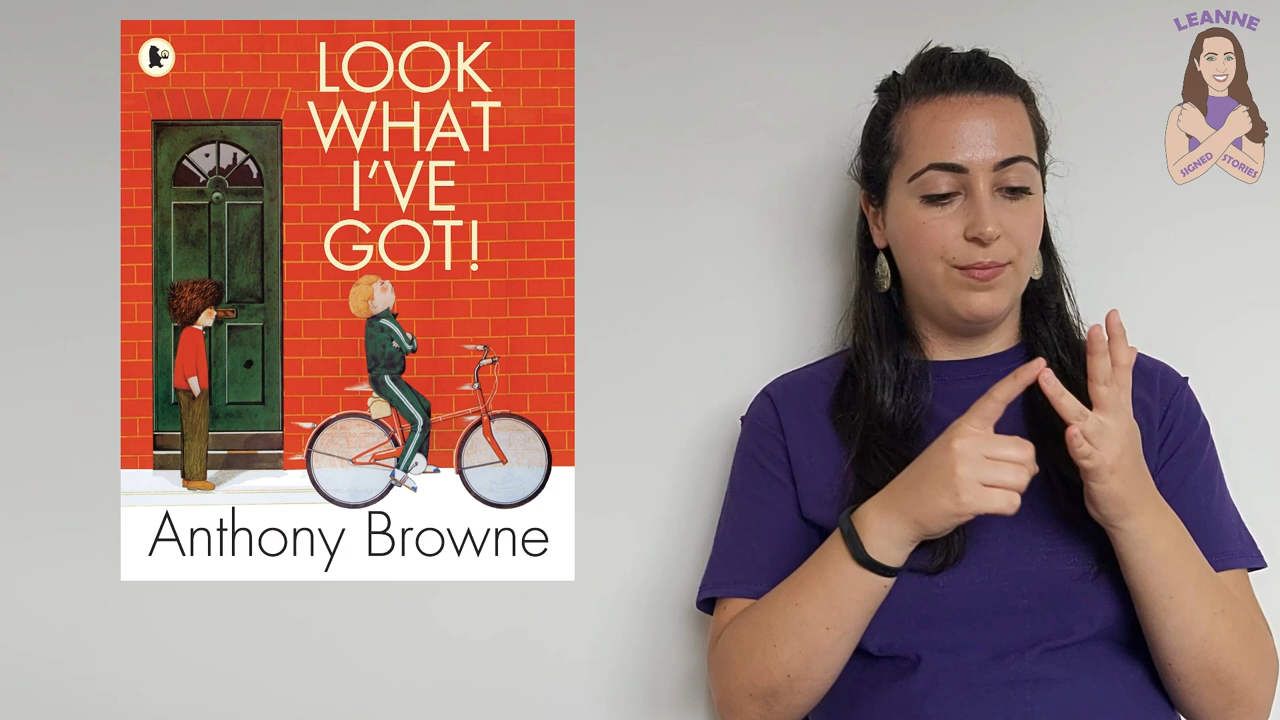 LOOK
WHAT
I'VE
GOT!
Anthony Browne
LEANNE
SIGNED STORIES